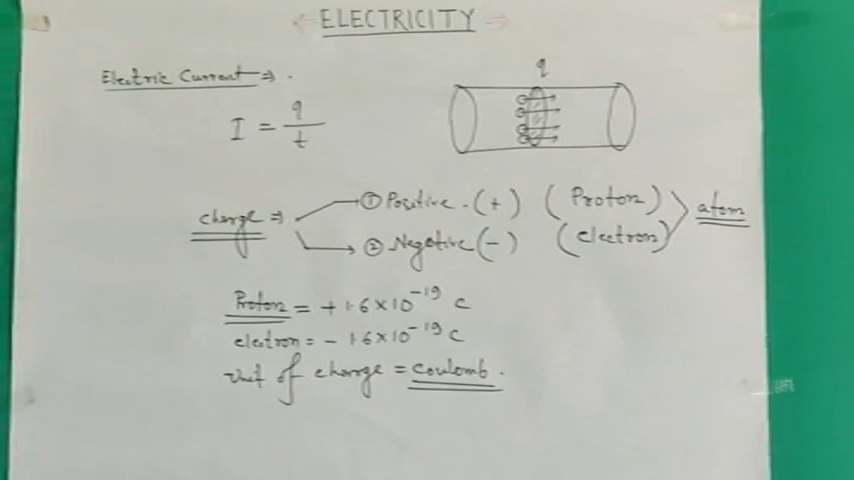 ELECTRICITY
Electric Current ⇒ .
q
I = q/t
charge ⇒ → ① Positive - (+) (Proton)
→ ② Negative (-) (electron)
atom
Proton = + 1.6 × 10⁻¹⁹ C
electron = - 1.6 × 10⁻¹⁹ C
Unit of charge = coulomb.